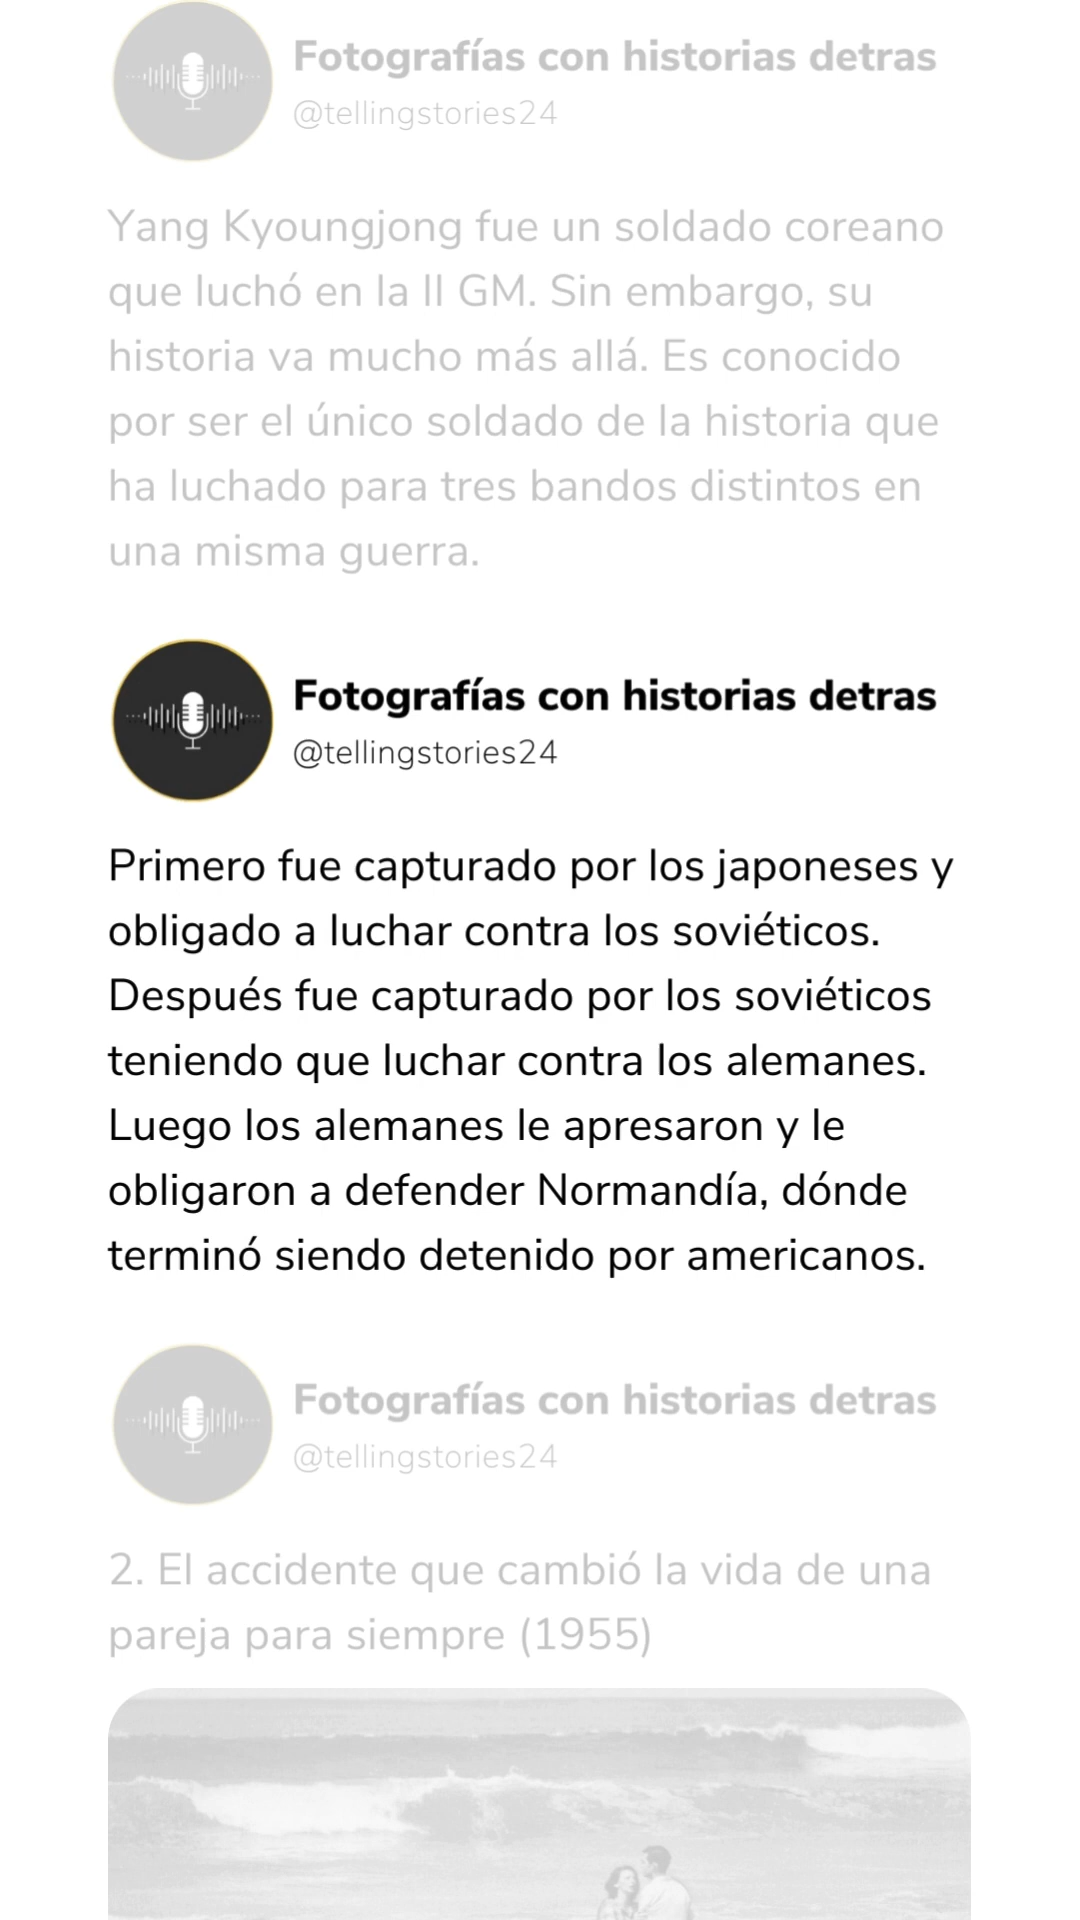 Fotografías con historias detras
@tellingstories24
Yang Kyoungjong fue un soldado coreano
que luchó en la II GM. Sin embargo, su
historia va mucho más allá. Es conocido
por ser el único soldado de la historia que
ha luchado para tres bandos distintos en
una misma guerra.
Fotografías con historias detras
@tellingstories24
Primero fue capturado por los japoneses y
obligado a luchar contra los soviéticos.
Después fue capturado por los soviéticos
teniendo que luchar contra los alemanes.
Luego los alemanes le apresaron y le
obligaron a defender Normandía, dónde
terminó siendo detenido por americanos.
Fotografías con historias detras
@tellingstories24
2. El accidente que cambió la vida de una
pareja para siempre (1955)